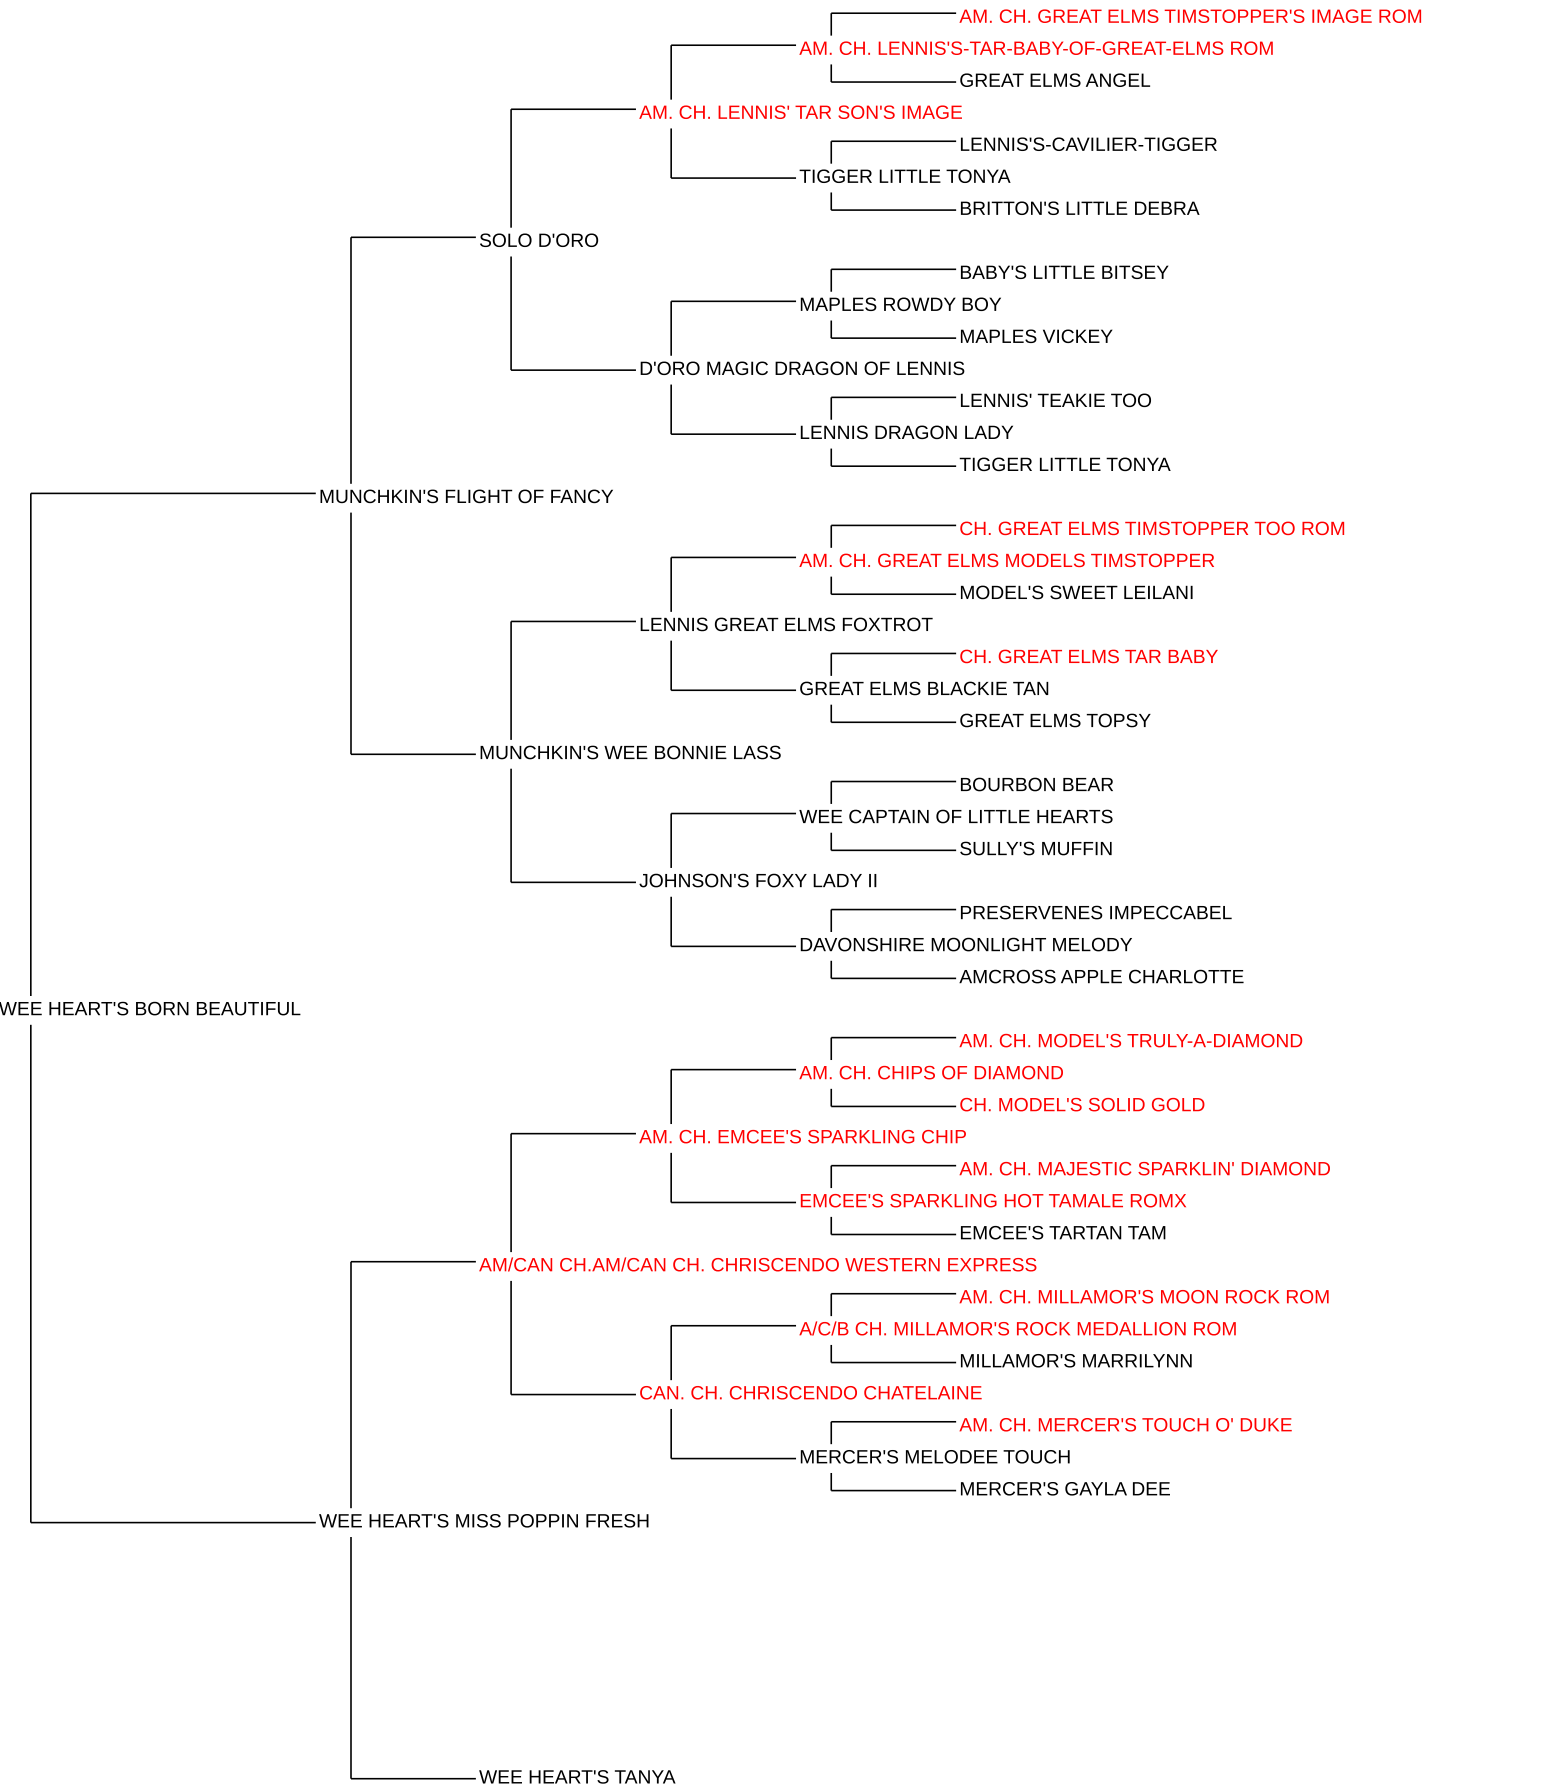 AM. CH. GREAT ELMS TIMSTOPPER'S IMAGE ROM
AM. CH. LENNIS'S-TAR-BABY-OF-GREAT-ELMS ROM
GREAT ELMS ANGEL
AM. CH. LENNIS' TAR SON'S IMAGE
LENNIS'S-CAVILIER-TIGGER
TIGGER LITTLE TONYA
BRITTON'S LITTLE DEBRA
SOLO D'ORO
BABY'S LITTLE BITSEY
MAPLES ROWDY BOY
MAPLES VICKEY
D'ORO MAGIC DRAGON OF LENNIS
LENNIS' TEAKIE TOO
LENNIS DRAGON LADY
TIGGER LITTLE TONYA
MUNCHKIN'S FLIGHT OF FANCY
CH. GREAT ELMS TIMSTOPPER TOO ROM
AM. CH. GREAT ELMS MODELS TIMSTOPPER
MODEL'S SWEET LEILANI
LENNIS GREAT ELMS FOXTROT
CH. GREAT ELMS TAR BABY
GREAT ELMS BLACKIE TAN
GREAT ELMS TOPSY
MUNCHKIN'S WEE BONNIE LASS
BOURBON BEAR
WEE CAPTAIN OF LITTLE HEARTS
SULLY'S MUFFIN
JOHNSON'S FOXY LADY II
PRESERVENES IMPECCABEL
DAVONSHIRE MOONLIGHT MELODY
AMCROSS APPLE CHARLOTTE
WEE HEART'S BORN BEAUTIFUL
AM. CH. MODEL'S TRULY-A-DIAMOND
AM. CH. CHIPS OF DIAMOND
CH. MODEL'S SOLID GOLD
AM. CH. EMCEE'S SPARKLING CHIP
AM. CH. MAJESTIC SPARKLIN' DIAMOND
EMCEE'S SPARKLING HOT TAMALE ROMX
EMCEE'S TARTAN TAM
AM/CAN CH.AM/CAN CH. CHRISCENDO WESTERN EXPRESS
AM. CH. MILLAMOR'S MOON ROCK ROM
A/C/B CH. MILLAMOR'S ROCK MEDALLION ROM
MILLAMOR'S MARRILYNN
CAN. CH. CHRISCENDO CHATELAINE
AM. CH. MERCER'S TOUCH O' DUKE
MERCER'S MELODEE TOUCH
MERCER'S GAYLA DEE
WEE HEART'S MISS POPPIN FRESH
WEE HEART'S TANYA